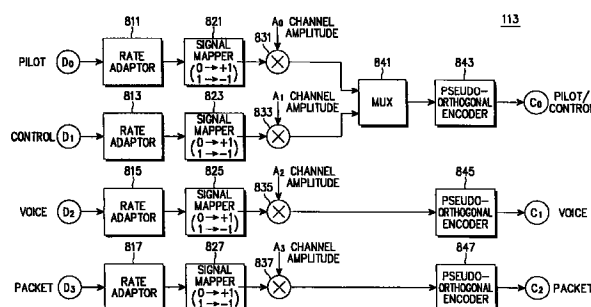 113
811
821
A0 CHANNEL AMPLITUDE
831
841
843
PILOT
D0
RATE ADAPTOR
SIGNAL MAPPER (0→+1 1→-1)
MUX
PSEUDO-ORTHOGONAL ENCODER
C0
PILOT/CONTROL
813
823
A1 CHANNEL AMPLITUDE
833
CONTROL
D1
RATE ADAPTOR
SIGNAL MAPPER (0→+1 1→-1)
815
825
A2 CHANNEL AMPLITUDE
835
845
VOICE
D2
RATE ADAPTOR
SIGNAL MAPPER (0→+1 1→-1)
PSEUDO-ORTHOGONAL ENCODER
C1
VOICE
817
827
A3 CHANNEL AMPLITUDE
837
847
PACKET
D3
RATE ADAPTOR
SIGNAL MAPPER (0→+1 1→-1)
PSEUDO-ORTHOGONAL ENCODER
C2
PACKET